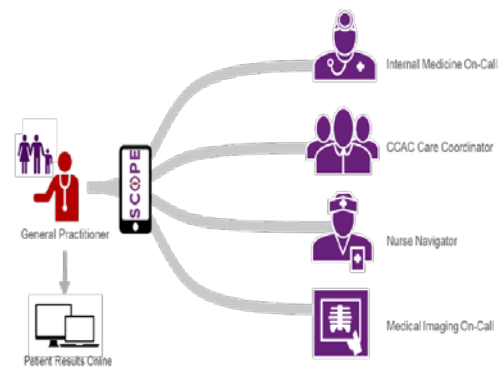 Internal Medicine On-Call
CCAC Care Coordinator
SCOPE
General Practitioner
Nurse Navigator
Medical Imaging On-Call
Patient Results Online